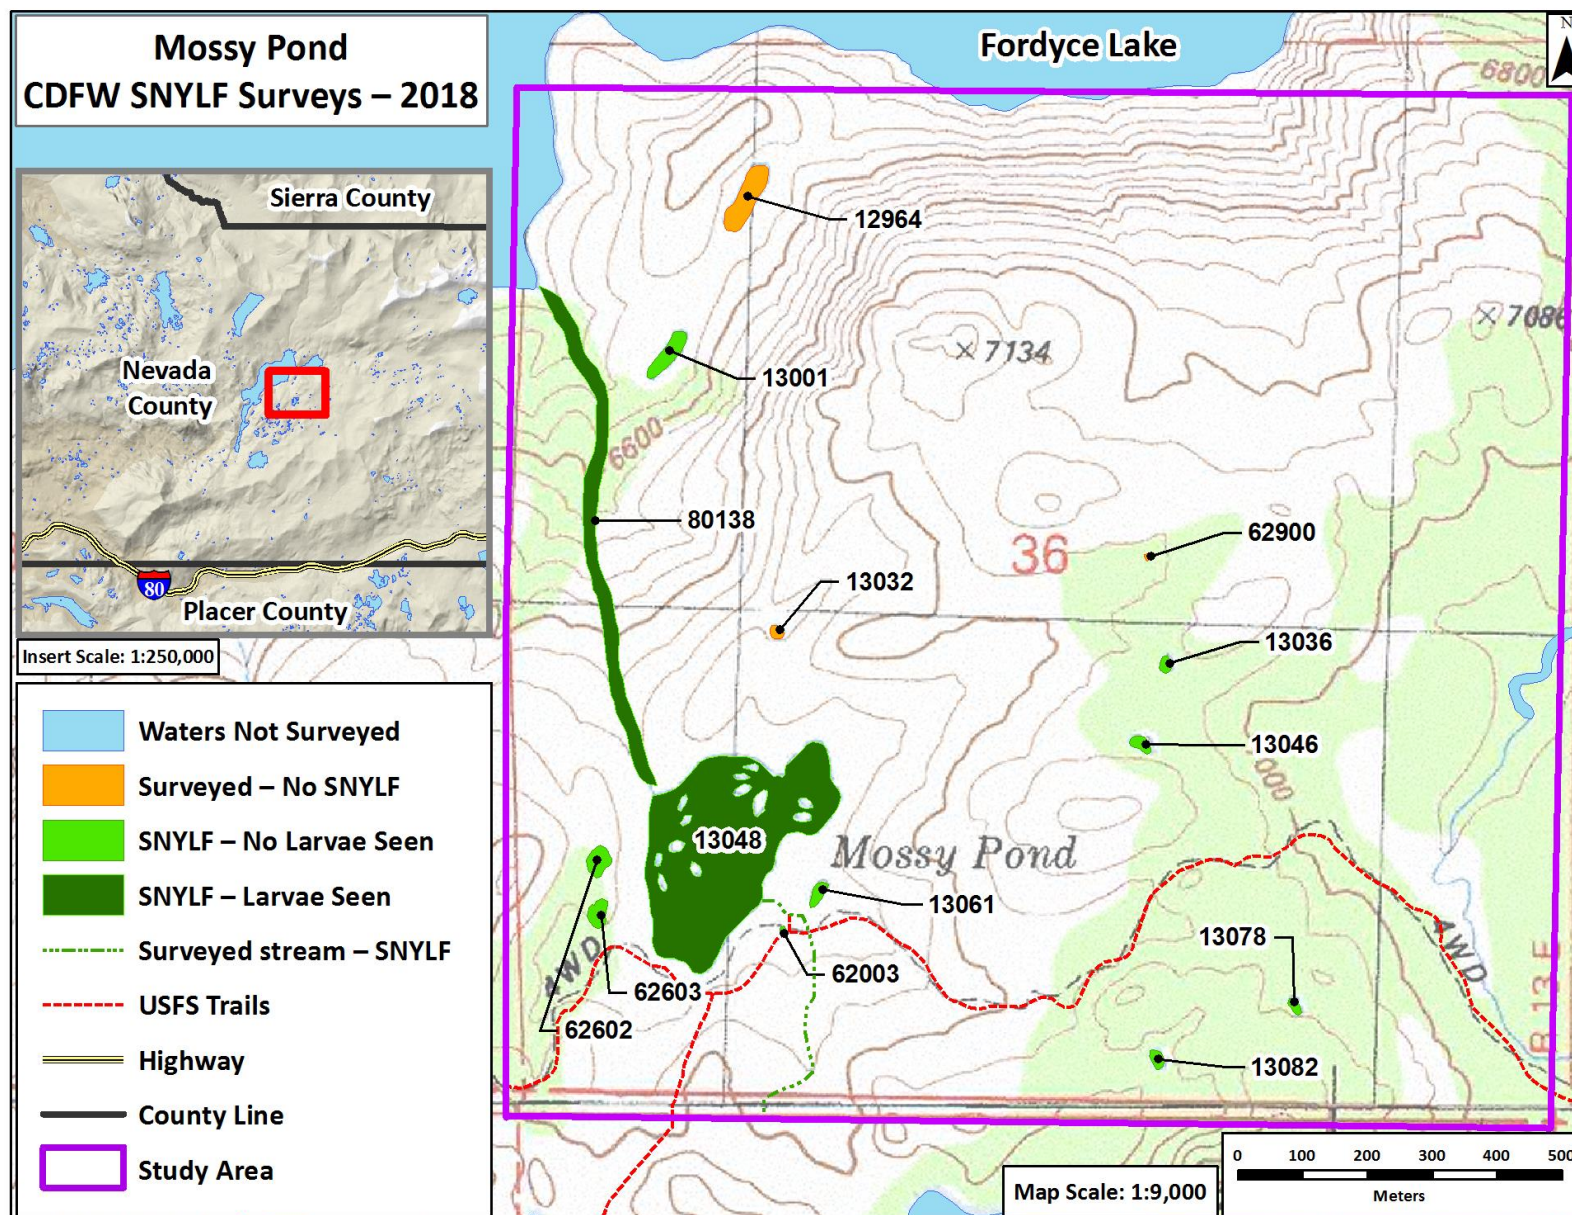 Mossy Pond
CDFW SNYLF Surveys – 2018
Fordyce Lake
N
6800
Sierra County
Nevada
County
80
Placer County
Insert Scale: 1:250,000
12964
7134
7086
13001
6600
80138
62900
36
13032
13036
13046
7000
13048
Mossy Pond
13061
13078
4WD
4WD
62003
62603
62602
13082
R 13 E
Waters Not Surveyed
Surveyed – No SNYLF
SNYLF – No Larvae Seen
SNYLF – Larvae Seen
Surveyed stream – SNYLF
USFS Trails
Highway
County Line
Study Area
Map Scale: 1:9,000
0 100 200 300 400 500
Meters